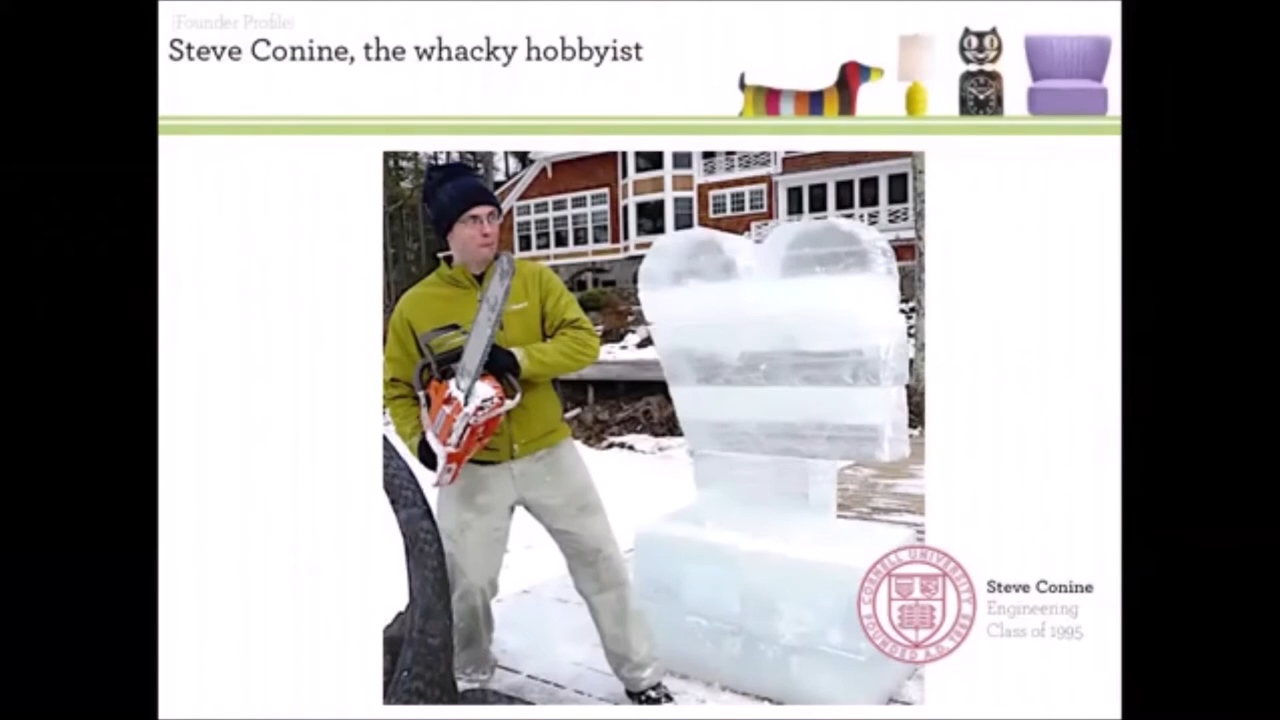 [Founder Profile]
Steve Conine, the whacky hobbyist
CORNELL UNIVERSITY
FOUNDED A.D. 1865
Steve Conine
Engineering
Class of 1995